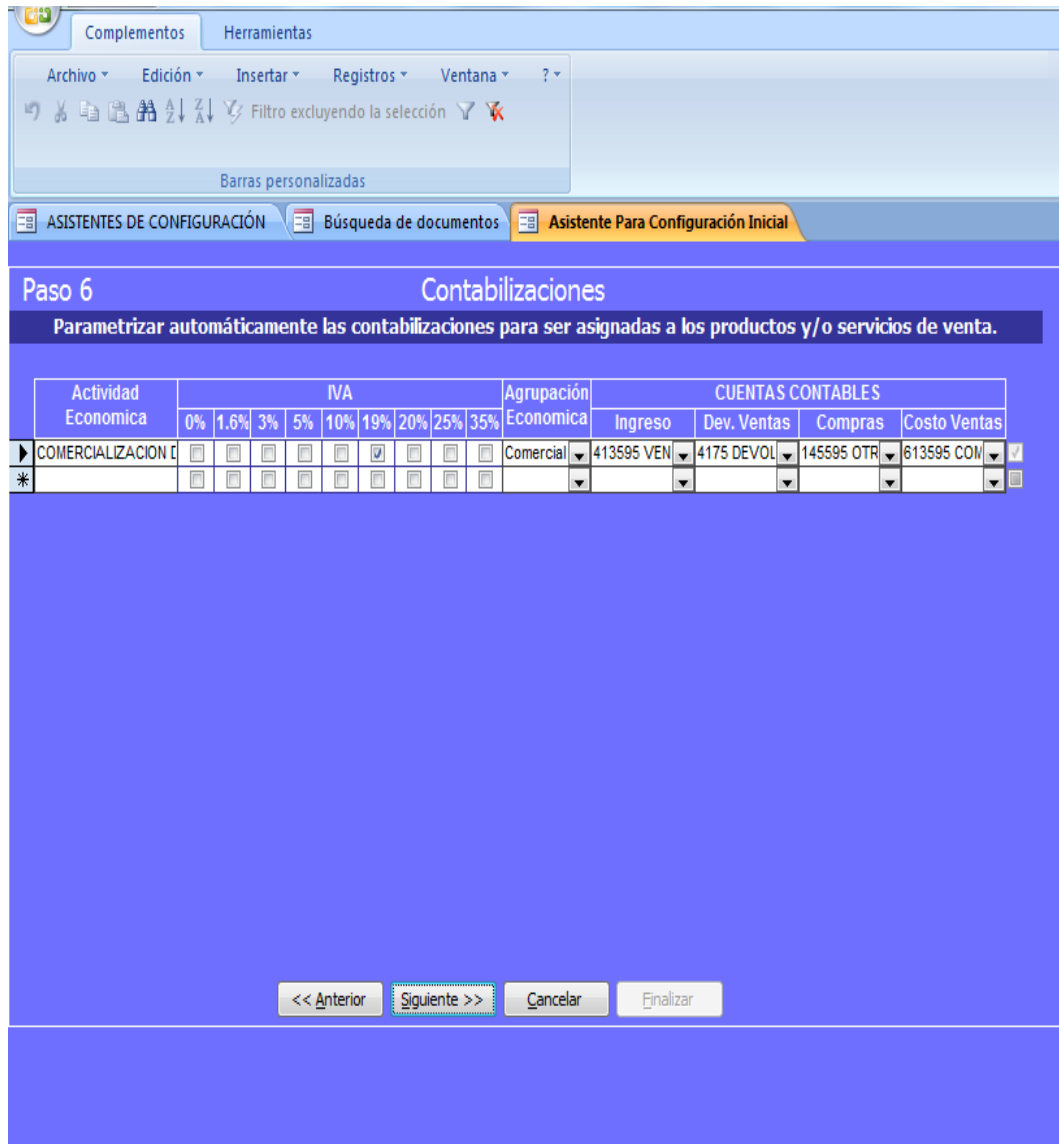 Complementos Herramientas
Archivo Edición Insertar Registros Ventana ?
Filtro excluyendo la selección
Barras personalizadas
ASISTENTES DE CONFIGURACIÓN Búsqueda de documentos Asistente Para Configuración Inicial
Paso 6 Contabilizaciones
Parametrizar automáticamente las contabilizaciones para ser asignadas a los productos y/o servicios de venta.
Actividad Economica IVA Agrupación Economica CUENTAS CONTABLES
0% 1.6% 3% 5% 10% 19% 20% 25% 35% Ingreso Dev. Ventas Compras Costo Ventas
COMERCIALIZACION D Comercial 413595 VEN 4175 DEVOL 145595 OTR 613595 COM
<< Anterior Siguiente >> Cancelar Finalizar